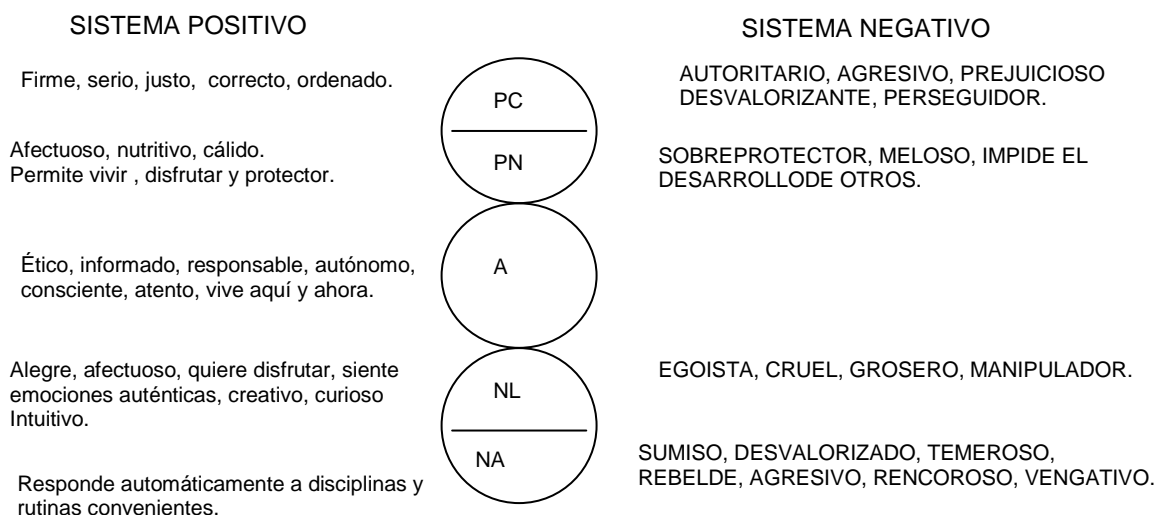 SISTEMA POSITIVO
SISTEMA NEGATIVO
Firme, serio, justo, correcto, ordenado.
PC
AUTORITARIO, AGRESIVO, PREJUICIOSO
DESVALORIZANTE, PERSEGUIDOR.
Afectuoso, nutritivo, cálido.
Permite vivir , disfrutar y protector.
PN
SOBREPROTECTOR, MELOSO, IMPIDE EL
DESARROLLODE OTROS.
Ético, informado, responsable, autónomo,
consciente, atento, vive aquí y ahora.
A
Alegre, afectuoso, quiere disfrutar, siente
emociones auténticas, creativo, curioso
Intuitivo.
NL
EGOISTA, CRUEL, GROSERO, MANIPULADOR.
NA
SUMISO, DESVALORIZADO, TEMEROSO,
REBELDE, AGRESIVO, RENCOROSO, VENGATIVO.
Responde automáticamente a disciplinas y
rutinas convenientes.